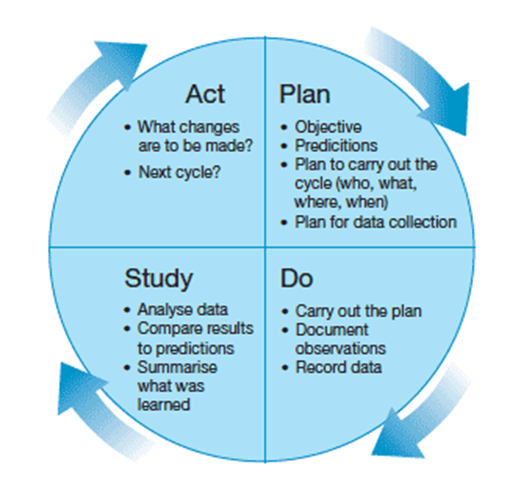 Act
• What changes
are to be made?
• Next cycle?
Plan
• Objective
• Predicitions
• Plan to carry out the
cycle (who, what,
where, when)
• Plan for data collection
Study
• Analyse data
• Compare results
to predictions
• Summarise
what was
learned
Do
• Carry out the plan
• Document
observations
• Record data